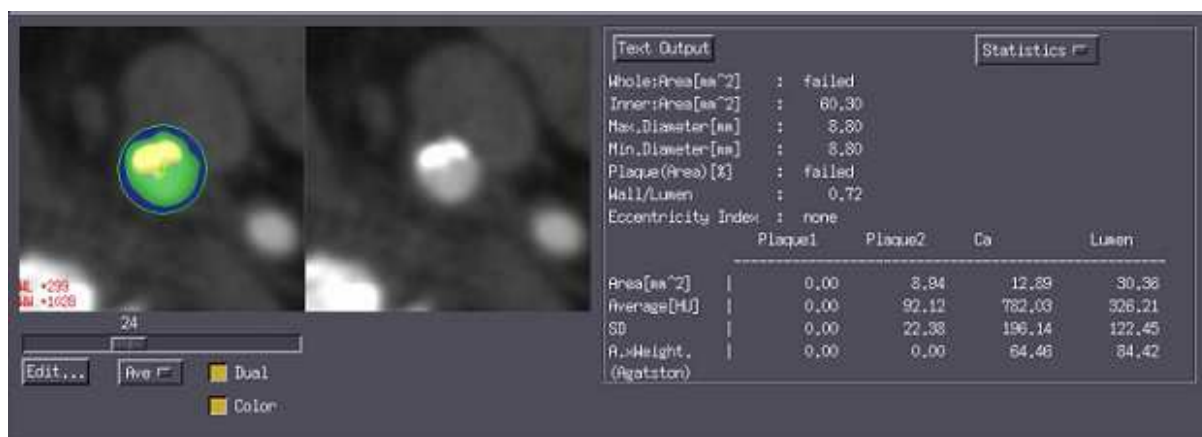 WL +299
WW +1028
24
Edit...
Ave
Dual
Color
Text Output
Statistics
Whole:Area[mm^2] : failed
Inner:Area[mm^2] : 60.30
Max.Diameter[mm] : 8.80
Min.Diameter[mm] : 8.80
Plaque(Area)[%] : failed
Wall/Lumen : 0.72
Eccentricity Index : none
Plaque1 Plaque2 Ca Lumen
Area[mm^2] | 0.00 8.94 12.89 30.36
Average[HU] | 0.00 92.12 782.03 326.21
SD | 0.00 22.38 196.14 122.45
A.xWeight. | 0.00 0.00 64.46 84.42
(Agatston)